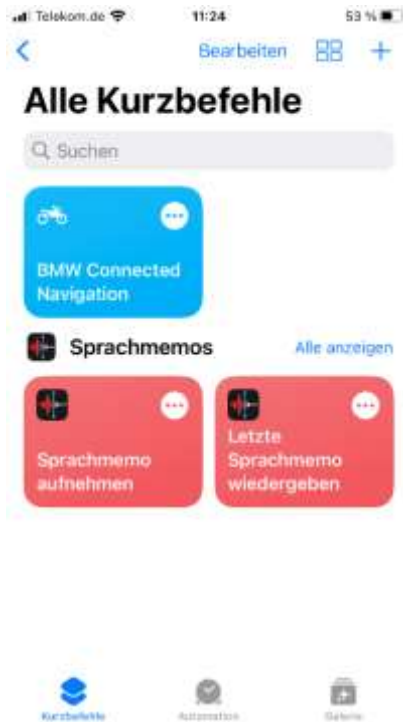 Telekom.de 11:24 53 %
Bearbeiten
Alle Kurzbefehle
Suchen
BMW Connected
Navigation
Sprachmemos Alle anzeigen
Sprachmemo
aufnehmen
Letzte
Sprachmemo
wiedergeben
Kurzbefehle Automation Galerie